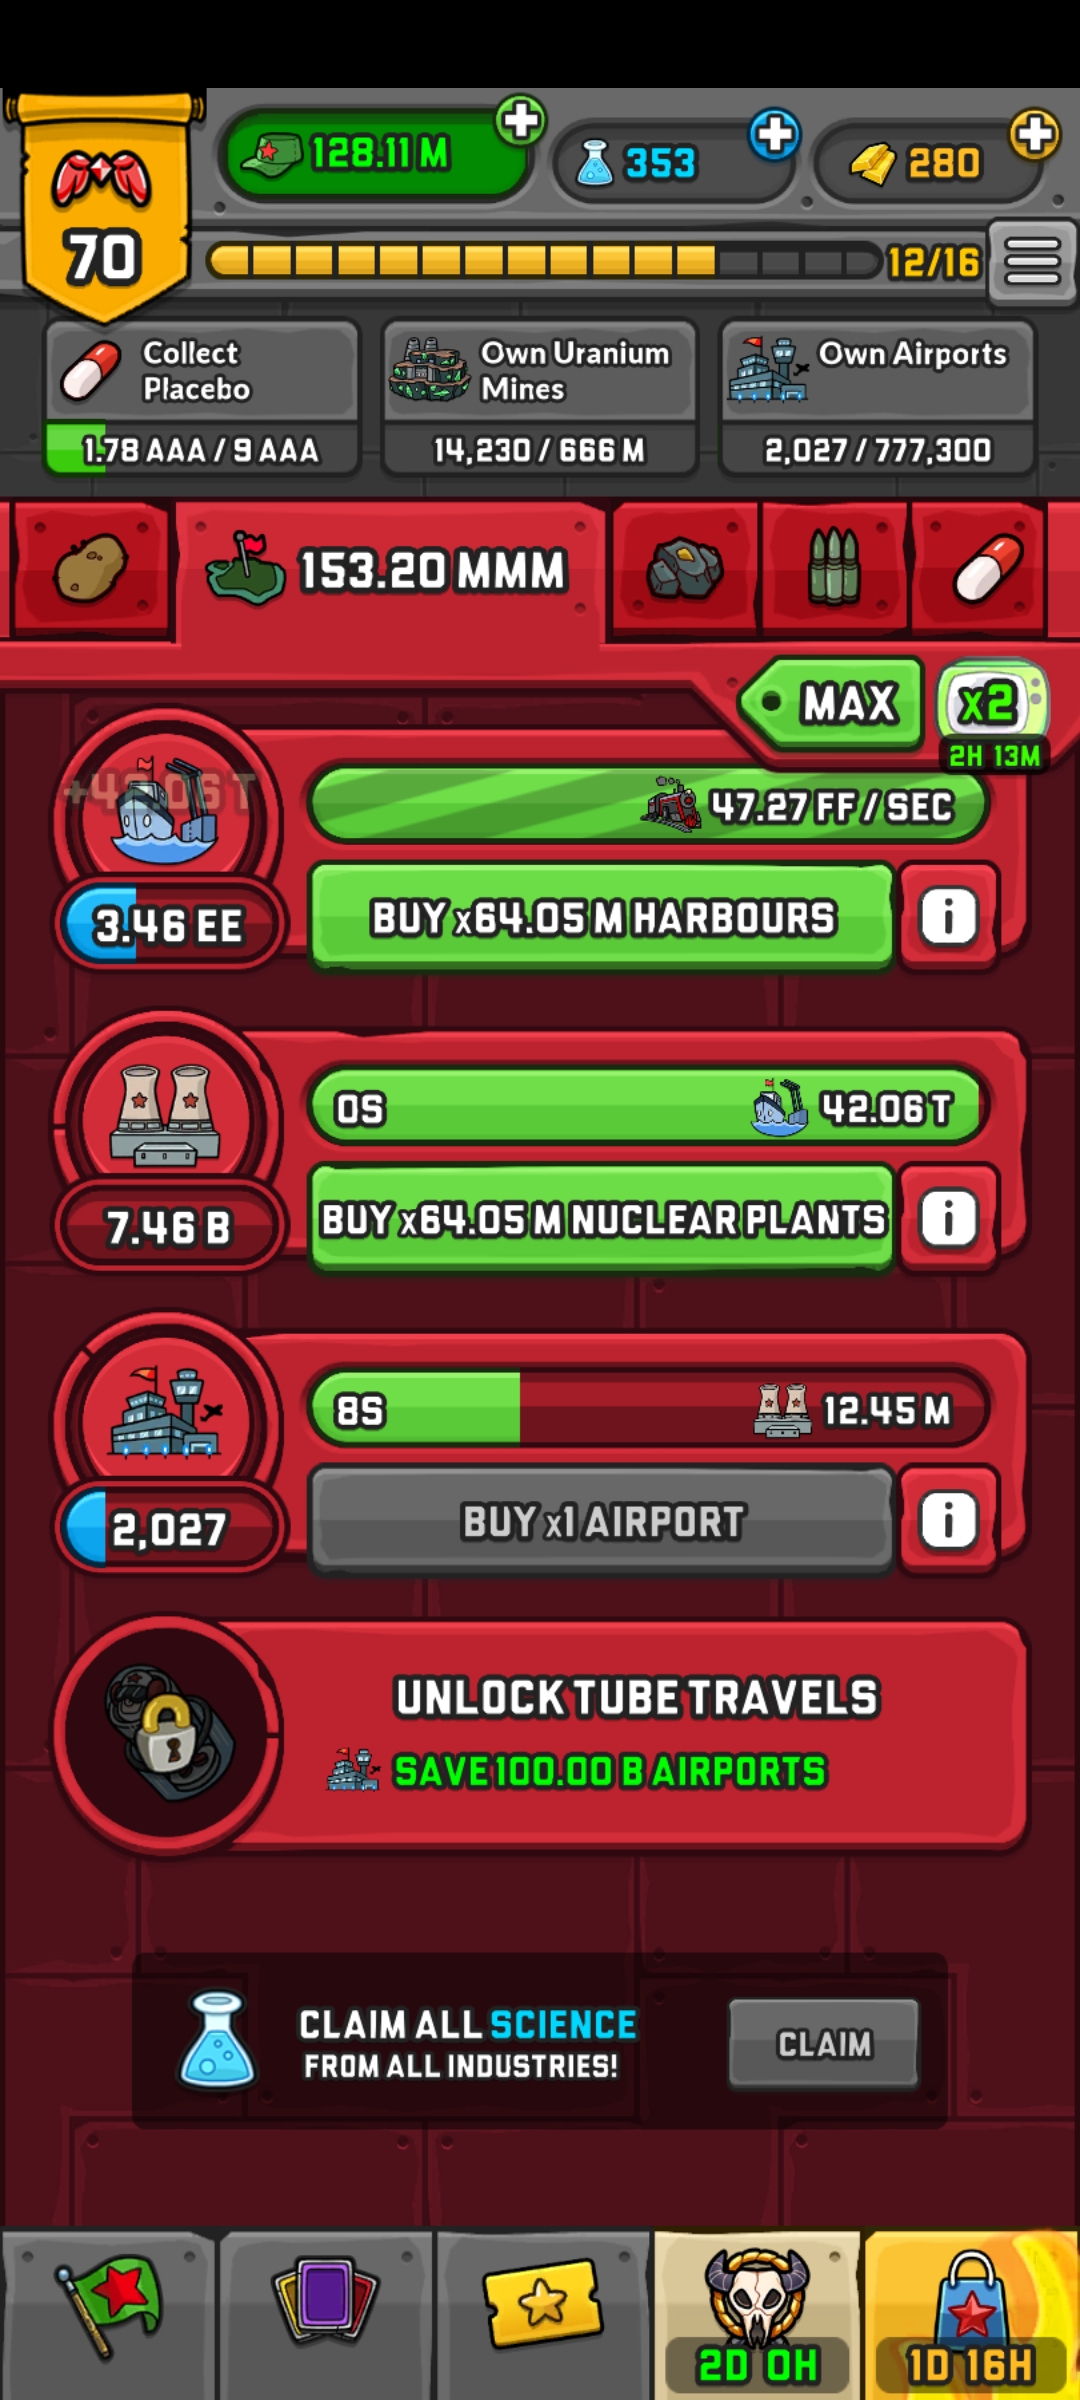 70
128.11 M
353
280
12/16
Collect
Placebo
1.78 AAA / 9 AAA
Own Uranium
Mines
14,230 / 666 M
Own Airports
2,027 / 777,300
153.20 MMM
MAX
x2
2H 13M
+42.06 T
47.27 FF / SEC
3.46 EE
BUY x64.05 M HARBOURS
i
0S
42.06 T
7.46 B
BUY x64.05 M NUCLEAR PLANTS
i
8S
12.45 M
2,027
BUY x1 AIRPORT
i
UNLOCK TUBE TRAVELS
SAVE 100.00 B AIRPORTS
CLAIM ALL SCIENCE
FROM ALL INDUSTRIES!
CLAIM
2D 0H
1D 16H